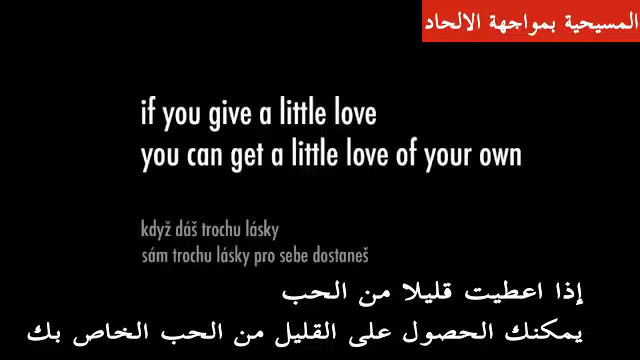 المسيحية بمواجهة الالحاد
if you give a little love
you can get a little love of your own
když dáš trochu lásky
sám trochu lásky pro sebe dostaneš
إذا اعطيت قليلا من الحب
يمكنك الحصول على القليل من الحب الخاص بك